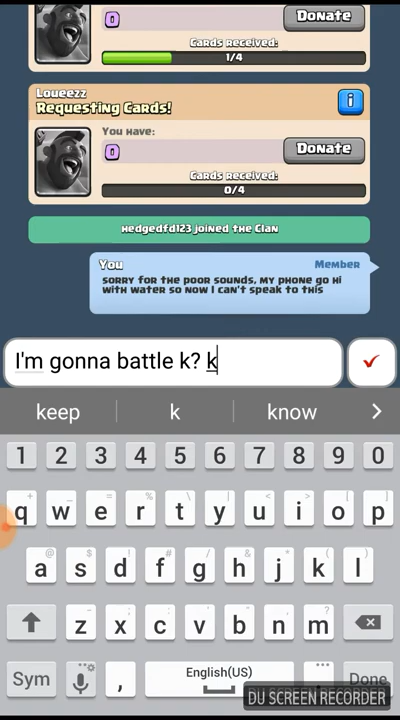 0
Donate
Cards received:
1/4
Loueezz
Requesting Cards!
i
You have:
0
Donate
Cards received:
0/4
Hedgedfd123 joined the Clan
You
Member
SORRY FOR THE POOR SOUNDS, MY PHONE GO HI
WITH WATER SO NOW I CAN'T SPEAK TO THIS
I'm gonna battle k? k
keep k know >
1 2 3 4 5 6 7 8 9 0
q w e r t y u i o p
a s d f g h j k l
z x c v b n m
Sym , English(US) . Done
DU SCREEN RECORDER